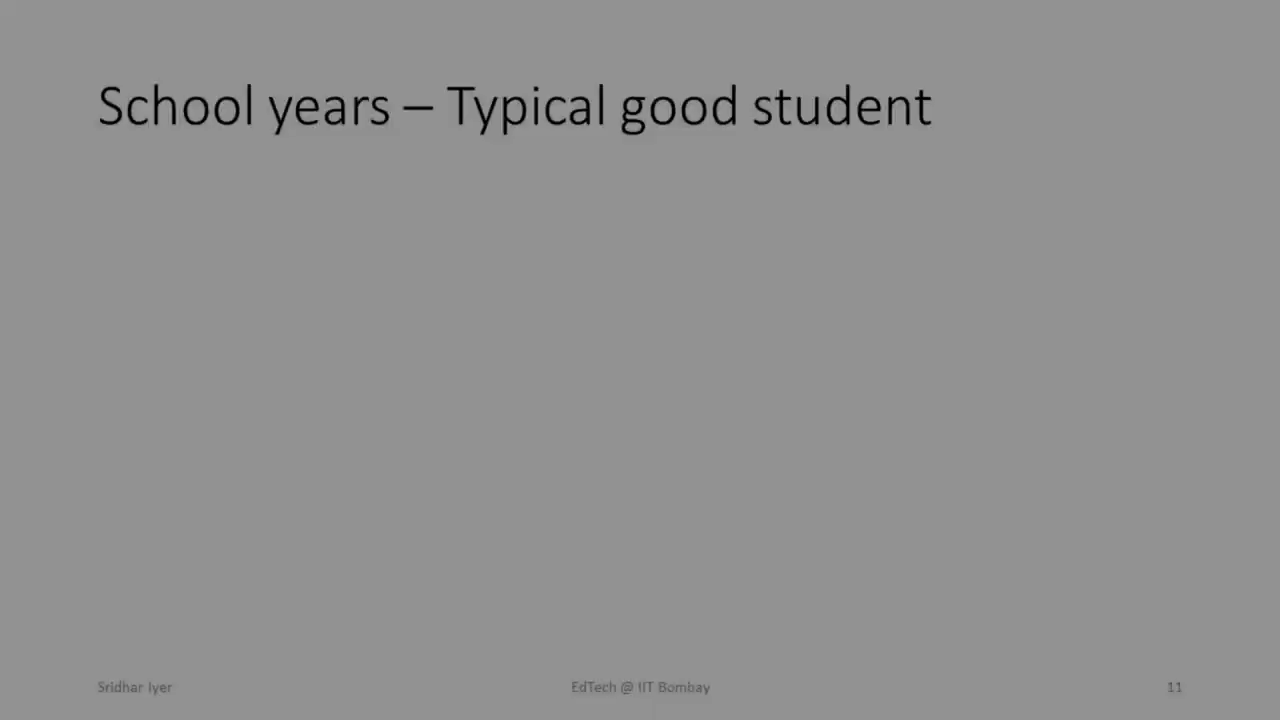 School years – Typical good student
Sridhar Iyer
EdTech @ IIT Bombay
11